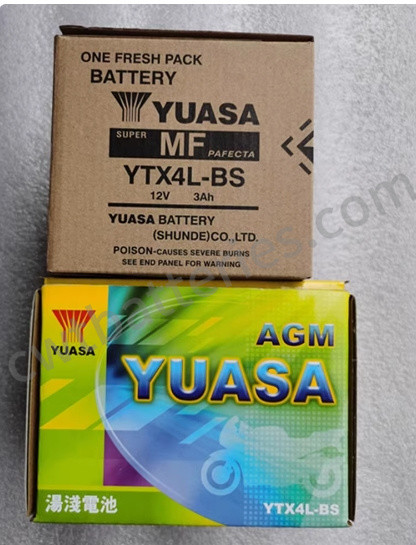 ONE FRESH PACK
BATTERY
YUASA
SUPER MF PAFECTA
YTX4L-BS
12V 3Ah
YUASA BATTERY
(SHUNDE)CO., LTD.
POISON-CAUSES SEVERE BURNS
SEE END PANEL FOR WARNING
YUASA
AGM
YUASA
湯淺電池
YTX4L-BS